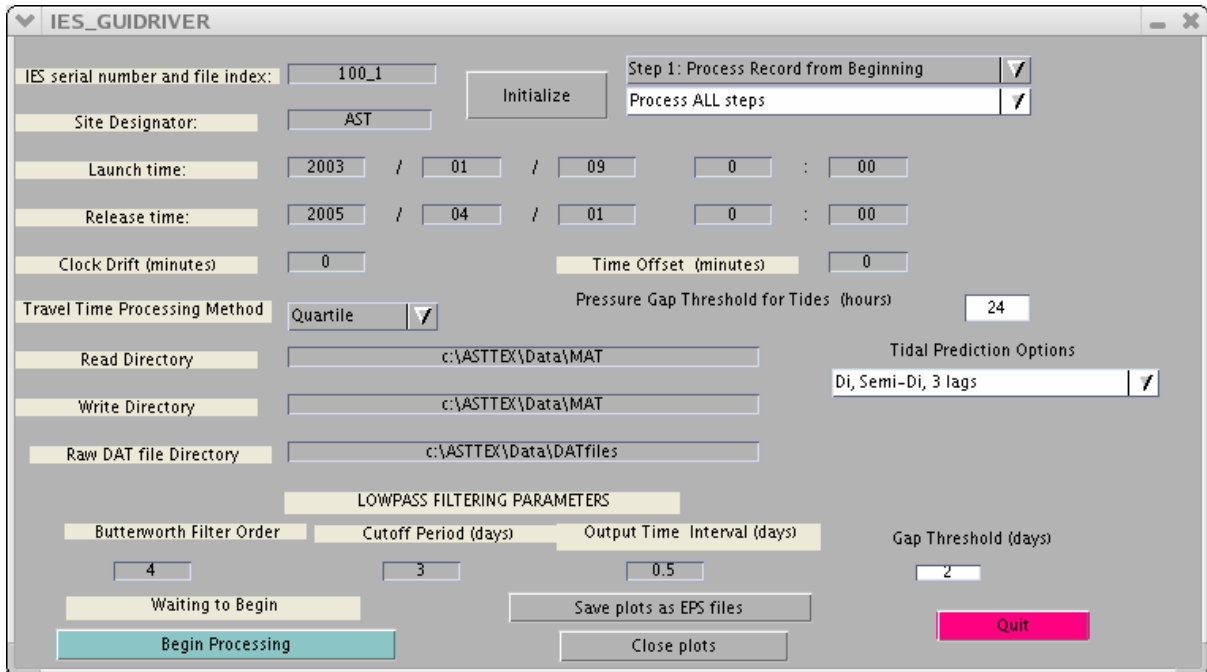 IES_GUIDRIVER
IES serial number and file index: 100_1 Initialize Step 1: Process Record from Beginning
Process ALL steps
Site Designator: AST
Launch time: 2003 / 01 / 09 0 : 00
Release time: 2005 / 04 / 01 0 : 00
Clock Drift (minutes) 0 Time Offset (minutes) 0
Travel Time Processing Method Quartile Pressure Gap Threshold for Tides (hours) 24
Read Directory c:\ASTTEX\Data\MAT Tidal Prediction Options
Di, Semi-Di, 3 lags
Write Directory c:\ASTTEX\Data\MAT
Raw DAT file Directory c:\ASTTEX\Data\DATfiles
LOWPASS FILTERING PARAMETERS
Butterworth Filter Order Cutoff Period (days) Output Time Interval (days) Gap Threshold (days)
4 3 0.5 2
Waiting to Begin Save plots as EPS files Quit
Begin Processing Close plots